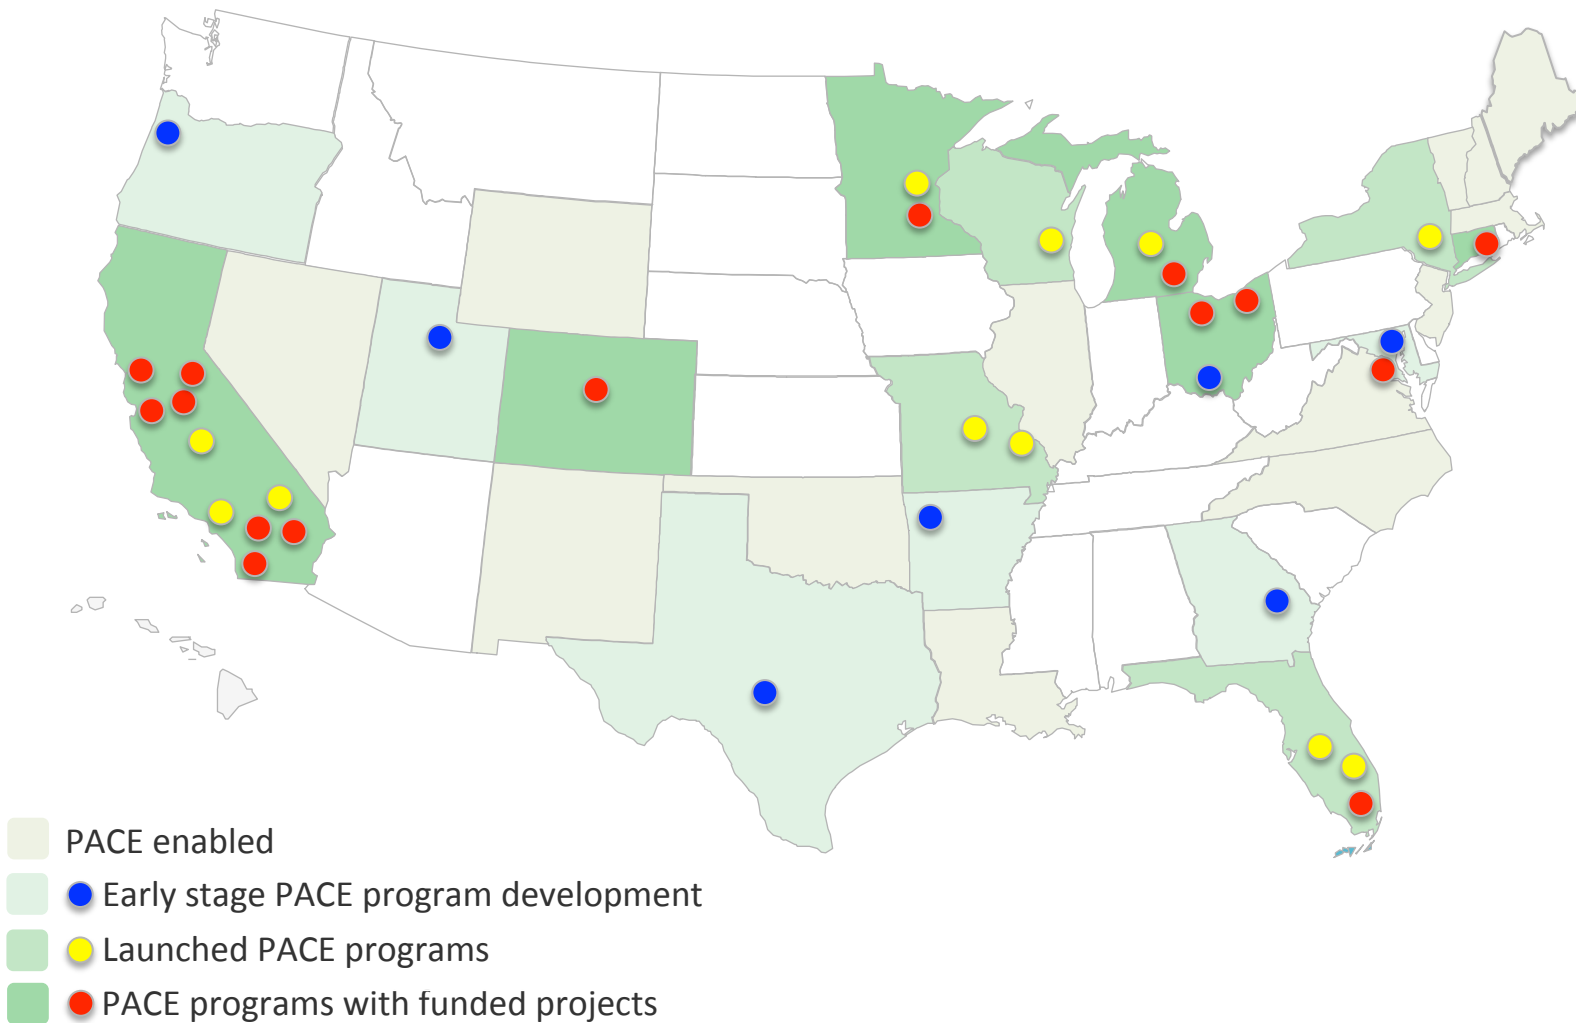 PACE enabled
Early stage PACE program development
Launched PACE programs
PACE programs with funded projects